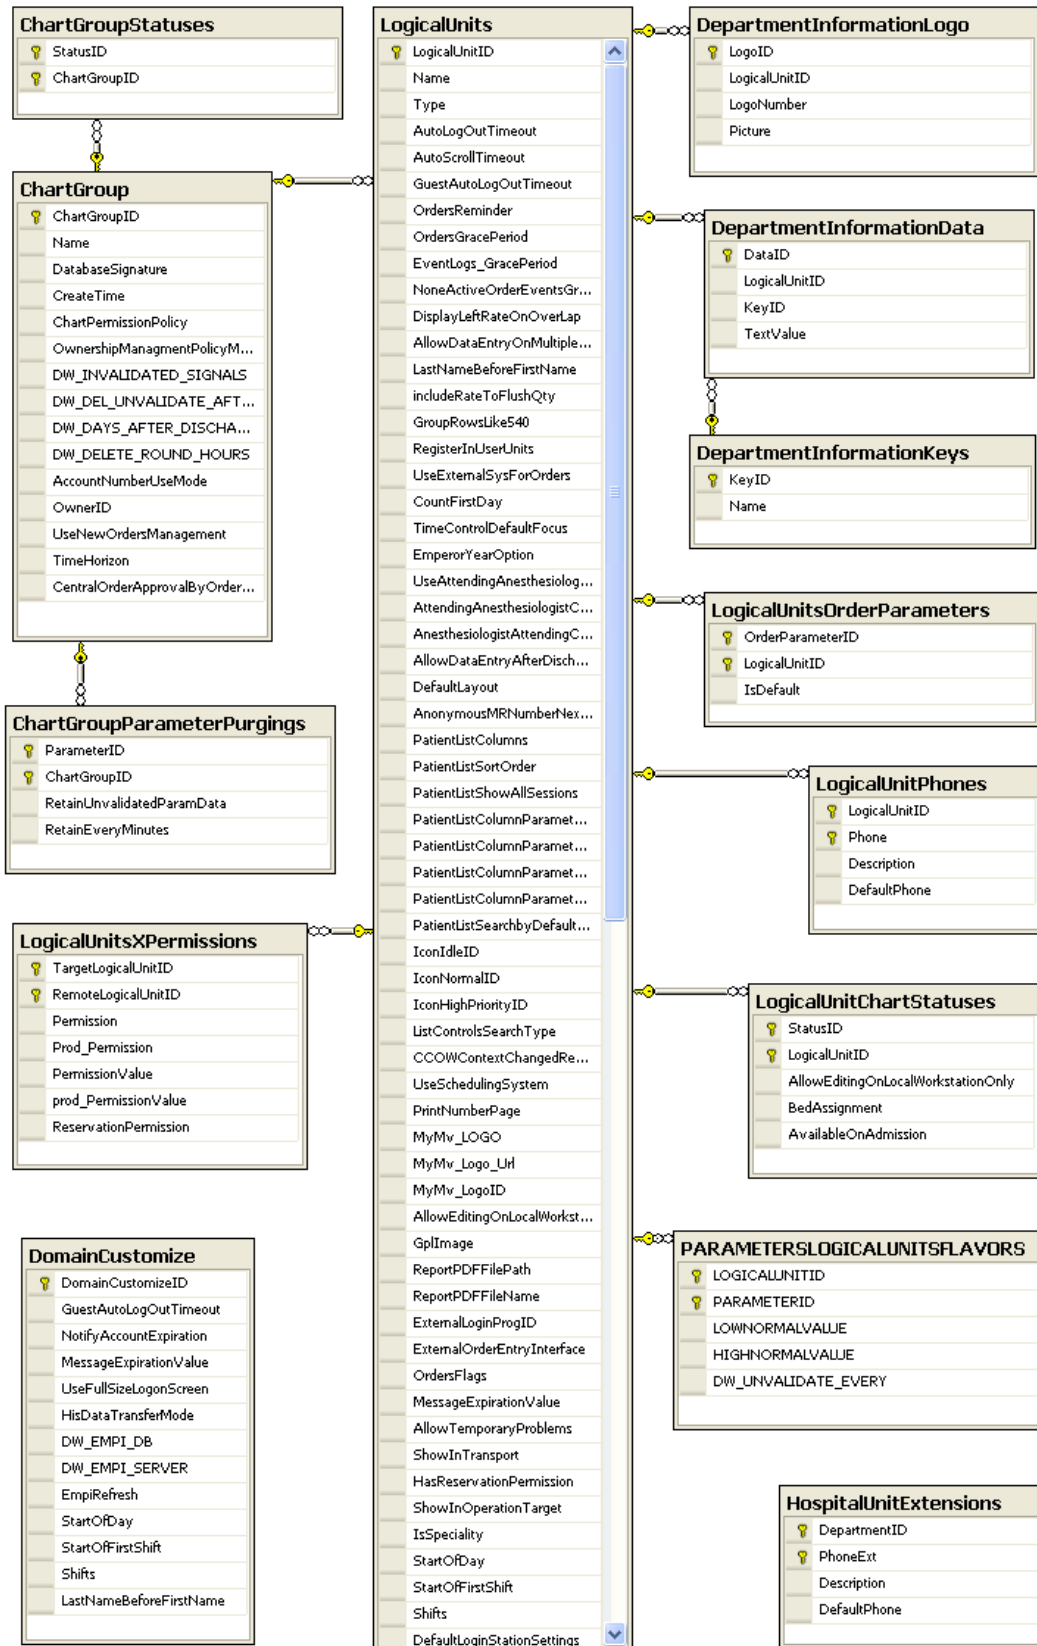 ChartGroupStatuses
StatusID
ChartGroupID
ChartGroup
ChartGroupID
Name
DatabaseSignature
CreateTime
ChartPermissionPolicy
OwnershipManagmentPolicyM...
DW_INVALIDATED_SIGNALS
DW_DEL_UNVALIDATE_AFT...
DW_DAYS_AFTER_DISCHA...
DW_DELETE_ROUND_HOURS
AccountNumberUseMode
OwnerID
UseNewOrdersManagement
TimeHorizon
CentralOrderApprovalByOrder...
ChartGroupParameterPurgings
ParameterID
ChartGroupID
RetainUnvalidatedParamData
RetainEveryMinutes
LogicalUnitsXPermissions
TargetLogicalUnitID
RemoteLogicalUnitID
Permission
Prod_Permission
PermissionValue
prod_PermissionValue
ReservationPermission
DomainCustomize
DomainCustomizeID
GuestAutoLogOutTimeout
NotifyAccountExpiration
MessageExpirationValue
UseFullSizeLogonScreen
HisDataTransferMode
DW_EMPI_DB
DW_EMPI_SERVER
EmpiRefresh
StartOfDay
StartOfFirstShift
Shifts
LastNameBeforeFirstName
LogicalUnits
LogicalUnitID
Name
Type
AutoLogOutTimeout
AutoScrollTimeout
GuestAutoLogOutTimeout
OrdersReminder
OrdersGracePeriod
EventLogs_GracePeriod
NoneActiveOrderEventsGr...
DisplayLeftRateOnOverLap
AllowDataEntryOnMultiple...
LastNameBeforeFirstName
includeRateToFlushQty
GroupRowsLike540
RegisterInUserUnits
UseExternalSysForOrders
CountFirstDay
TimeControlDefaultFocus
EmperorYearOption
UseAttendingAnesthesiolog...
AttendingAnesthesiologistC...
AnesthesiologistAttendingC...
AllowDataEntryAfterDisch...
DefaultLayout
AnonymousMRNumberNex...
PatientListColumns
PatientListSortOrder
PatientListShowAllSessions
PatientListColumnParamet...
PatientListColumnParamet...
PatientListColumnParamet...
PatientListColumnParamet...
PatientListSearchbyDefault...
IconIdleID
IconNormalID
IconHighPriorityID
ListControlsSearchType
CCOWContextChangedRe...
UseSchedulingSystem
PrintNumberPage
MyMv_LOGO
MyMv_Logo_Url
MyMv_LogoID
AllowEditingOnLocalWorkst...
GplImage
ReportPDFFilePath
ReportPDFFileName
ExternalLoginProgID
ExternalOrderEntryInterface
OrdersFlags
MessageExpirationValue
AllowTemporaryProblems
ShowInTransport
HasReservationPermission
ShowInOperationTarget
IsSpeciality
StartOfDay
StartOfFirstShift
Shifts
DefaultLoginStationSettings
DepartmentInformationLogo
LogoID
LogicalUnitID
LogoNumber
Picture
DepartmentInformationData
DataID
LogicalUnitID
KeyID
TextValue
DepartmentInformationKeys
KeyID
Name
LogicalUnitsOrderParameters
OrderParameterID
LogicalUnitID
IsDefault
LogicalUnitPhones
LogicalUnitID
Phone
Description
DefaultPhone
LogicalUnitChartStatuses
StatusID
LogicalUnitID
AllowEditingOnLocalWorkstationOnly
BedAssignment
AvailableOnAdmission
PARAMETERSLOGICALUNITSFLAVORS
LOGICALUNITID
PARAMETERID
LOWNORMALVALUE
HIGHNORMALVALUE
DW_UNVALIDATE_EVERY
HospitalUnitExtensions
DepartmentID
PhoneExt
Description
DefaultPhone